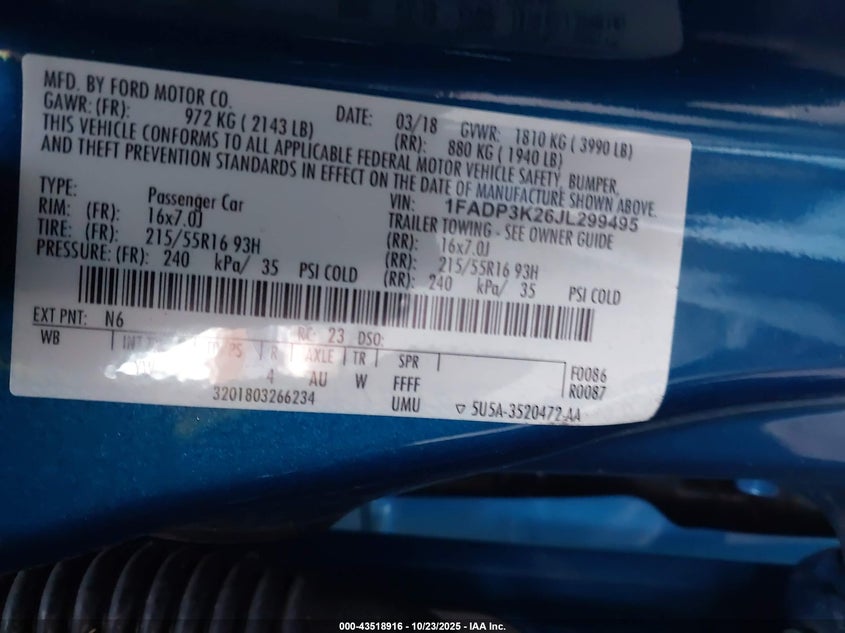 MFD. BY FORD MOTOR CO.
DATE: 03/18 GVWR: 1810 KG ( 3990 LB)
GAWR: (FR): 972 KG ( 2143 LB) (RR): 880 KG ( 1940 LB)
THIS VEHICLE CONFORMS TO ALL APPLICABLE FEDERAL MOTOR VEHICLE SAFETY, BUMPER,
AND THEFT PREVENTION STANDARDS IN EFFECT ON THE DATE OF MANUFACTURE SHOWN ABOVE.
VIN: 1FADP3K26JL299495
TYPE: Passenger Car TRAILER TOWING - SEE OWNER GUIDE
RIM: (FR): 16x7.0J (RR): 16x7.0J
TIRE: (FR): 215/55R16 93H (RR): 215/55R16 93H
PRESSURE: (FR): 240 kPa/ 35 PSI COLD (RR): 240 kPa/ 35 PSI COLD
EXT PNT: N6 RC: 23 DSO:
WB INT R AXLE TR SPR F0086
4 AU W FFFF R0087
3201803266234 UMU 5U5A-3520472-AA
000-43518916 - 10/23/2025 - IAA Inc.